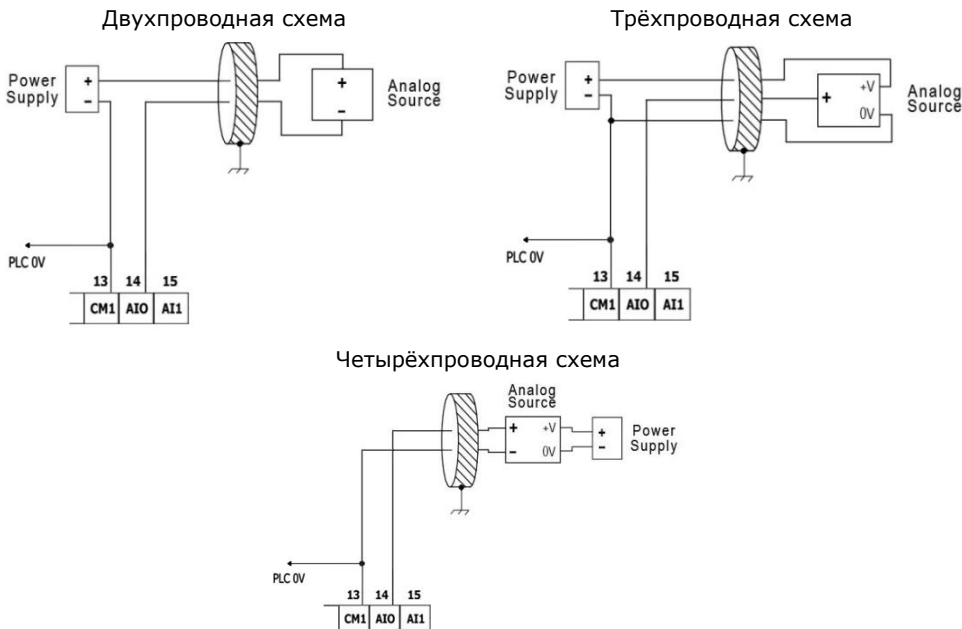 Двухпроводная схема
Power Supply
+
−
+
−
Analog Source
PLC 0V
13 14 15
CM1 AI0 AI1
Трёхпроводная схема
Power Supply
+
−
+
+V
0V
Analog Source
PLC 0V
13 14 15
CM1 AI0 AI1
Четырёхпроводная схема
Analog Source
+ +V
− 0V
+
−
Power Supply
PLC 0V
13 14 15
CM1 AI0 AI1